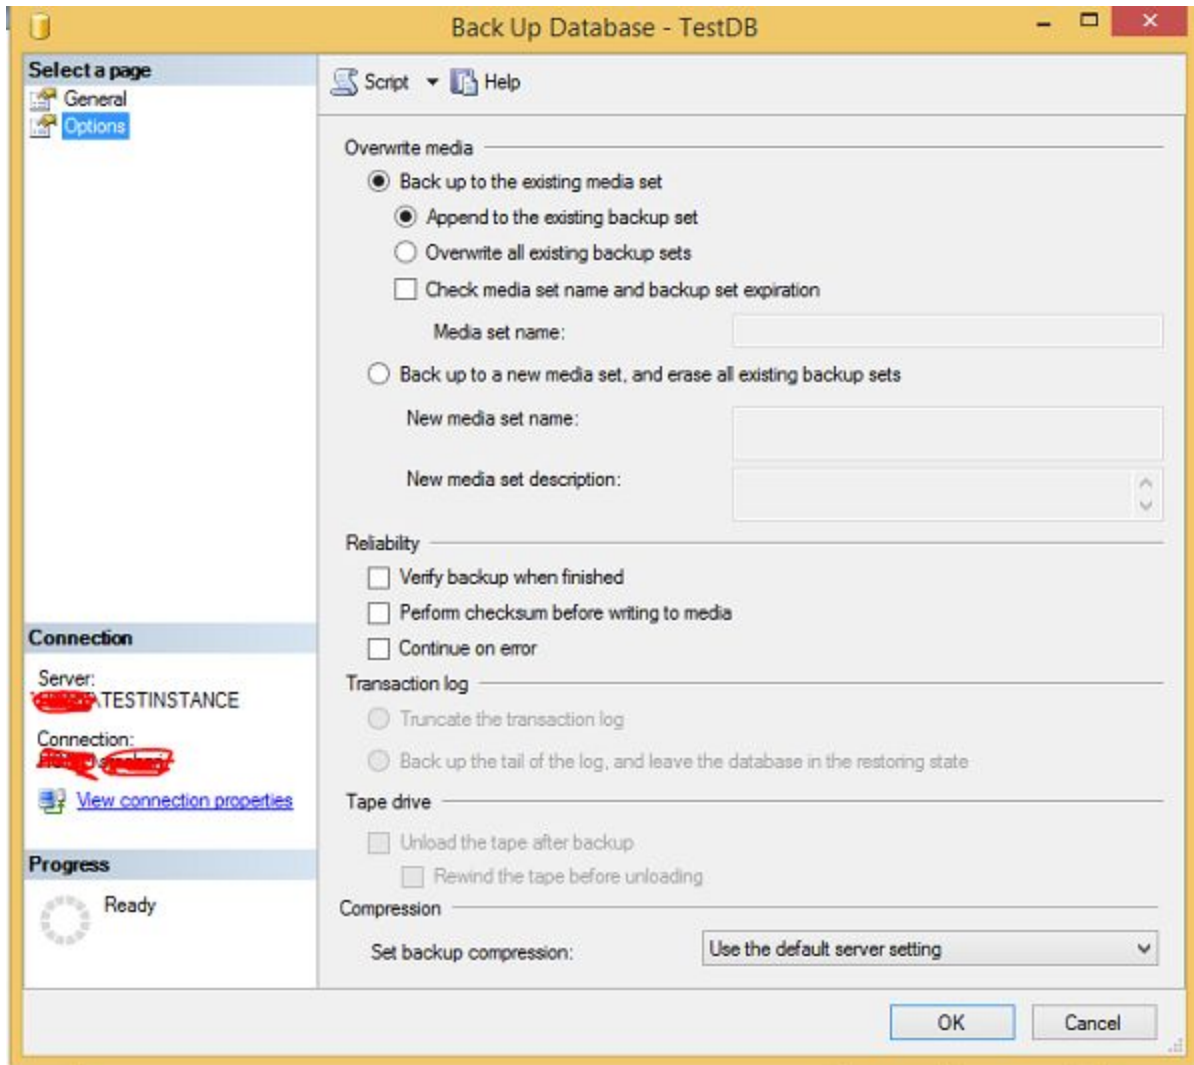 Back Up Database - TestDB
Select a page
General
Options
Script Help
Overwrite media
Back up to the existing media set
Append to the existing backup set
Overwrite all existing backup sets
Check media set name and backup set expiration
Media set name:
Back up to a new media set, and erase all existing backup sets
New media set name:
New media set description:
Reliability
Verify backup when finished
Perform checksum before writing to media
Continue on error
Transaction log
Truncate the transaction log
Back up the tail of the log, and leave the database in the restoring state
Tape drive
Unload the tape after backup
Rewind the tape before unloading
Compression
Set backup compression: Use the default server setting
Connection
Server:
\TESTINSTANCE
Connection:
View connection properties
Progress
Ready
OK Cancel